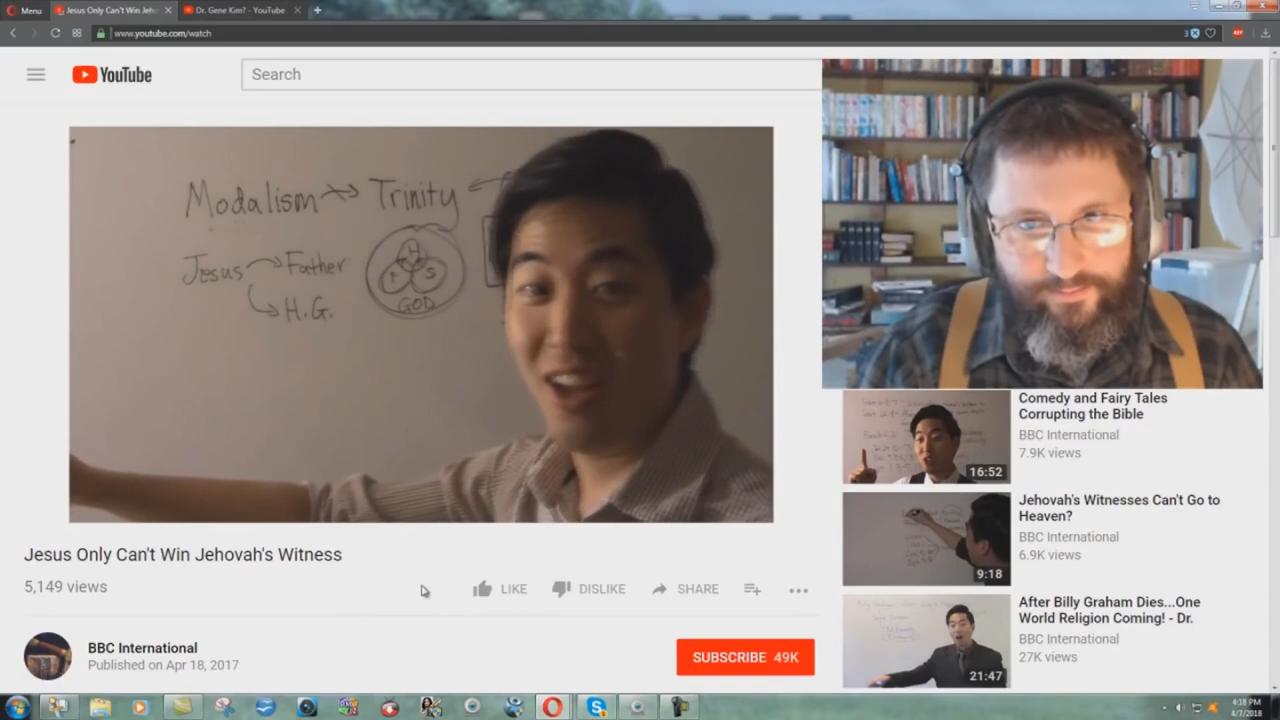 Menu
Jesus Only Can't Win Jeho
Dr. Gene Kim? - YouTube
www.youtube.com/watch
3
ABP
YouTube
Search
Modalism Trinity
Jesus Father
H.G.
H
F S
GOD
Jesus Only Can't Win Jehovah's Witness
5,149 views
LIKE DISLIKE SHARE
BBC International
Published on Apr 18, 2017
SUBSCRIBE 49K
Comedy and Fairy Tales
Corrupting the Bible
BBC International
7.9K views
16:52
Jehovah's Witnesses Can't Go to
Heaven?
BBC International
6.9K views
9:18
After Billy Graham Dies...One
World Religion Coming! - Dr.
BBC International
27K views
21:47
4:18 PM
4/7/2018